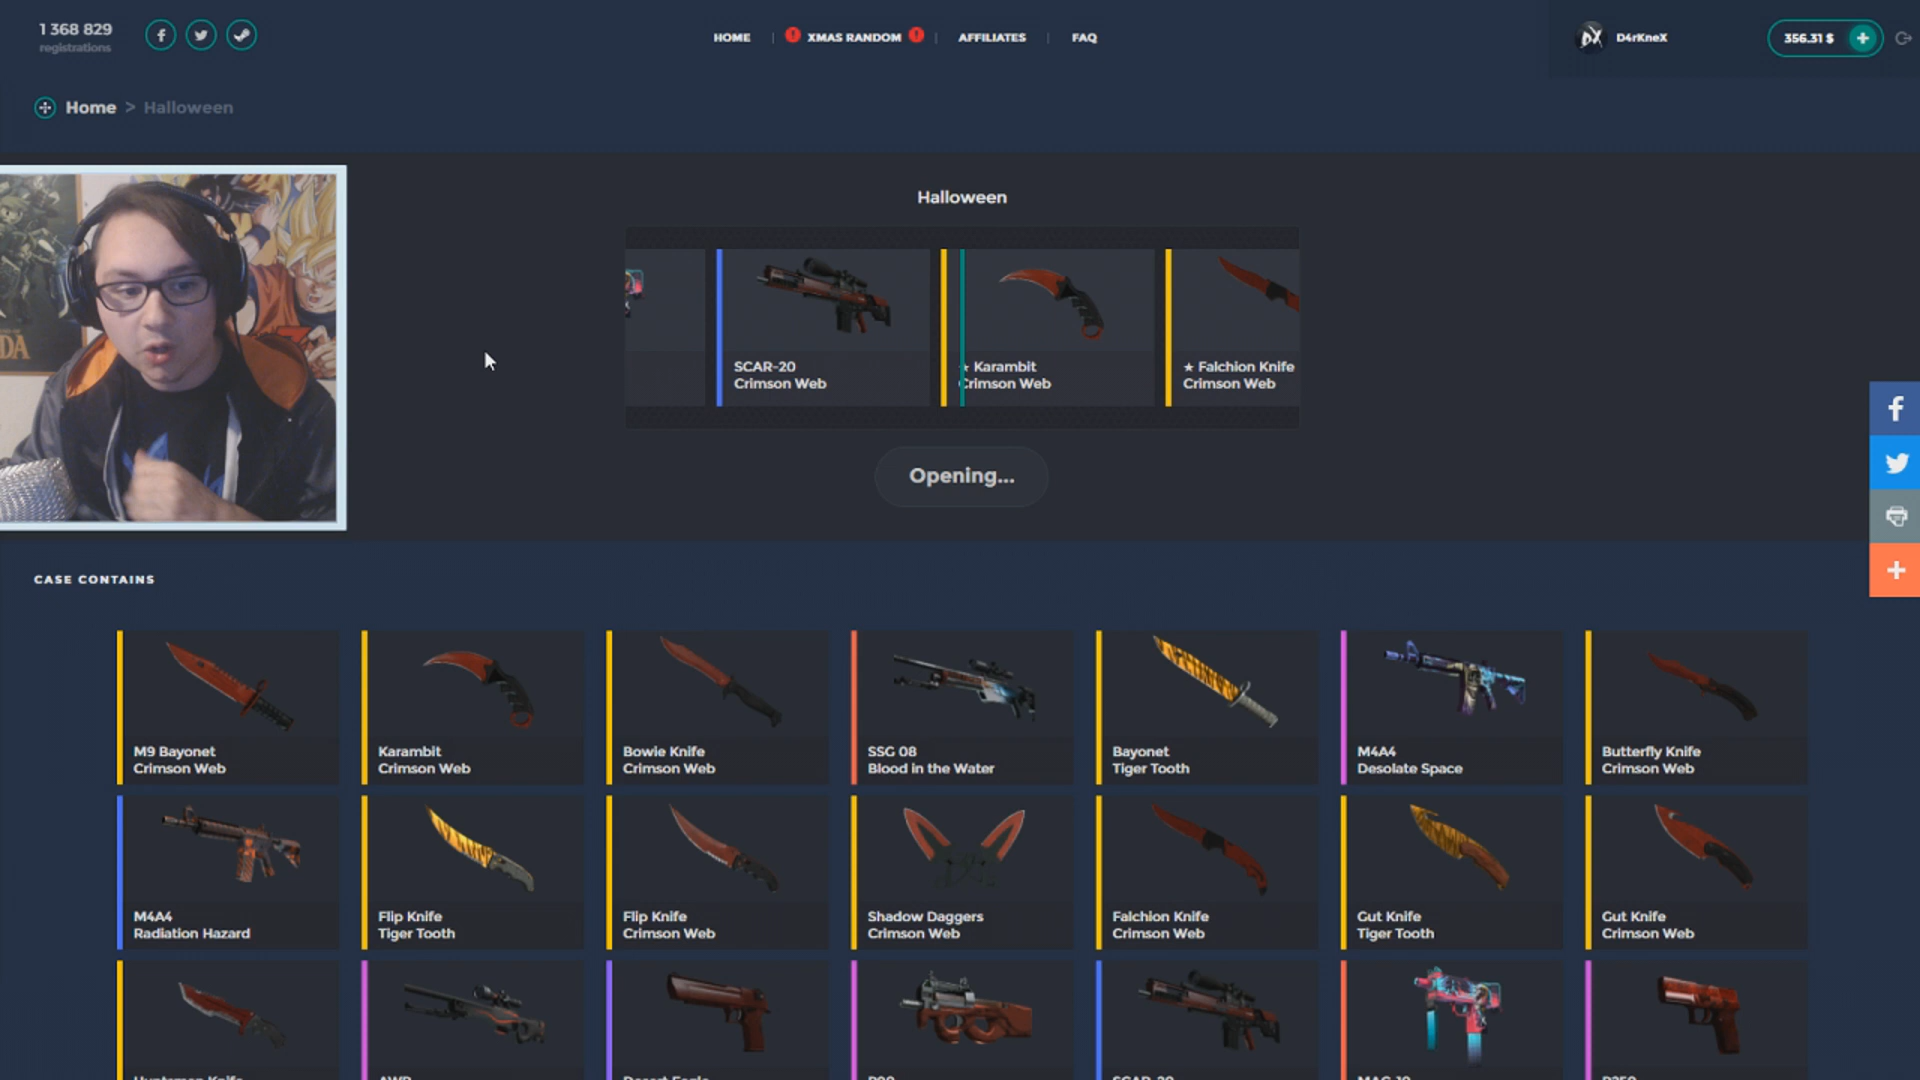 1 368 829
registrations
HOME
XMAS RANDOM
AFFILIATES
FAQ
D4rKneX
356.31 $
Home > Halloween
DA
Halloween
SCAR-20
Crimson Web
★ Karambit
Crimson Web
★ Falchion Knife
Crimson Web
Opening...
CASE CONTAINS
M9 Bayonet
Crimson Web
Karambit
Crimson Web
Bowie Knife
Crimson Web
SSG 08
Blood in the Water
Bayonet
Tiger Tooth
M4A4
Desolate Space
Butterfly Knife
Crimson Web
M4A4
Radiation Hazard
Flip Knife
Tiger Tooth
Flip Knife
Crimson Web
Shadow Daggers
Crimson Web
Falchion Knife
Crimson Web
Gut Knife
Tiger Tooth
Gut Knife
Crimson Web